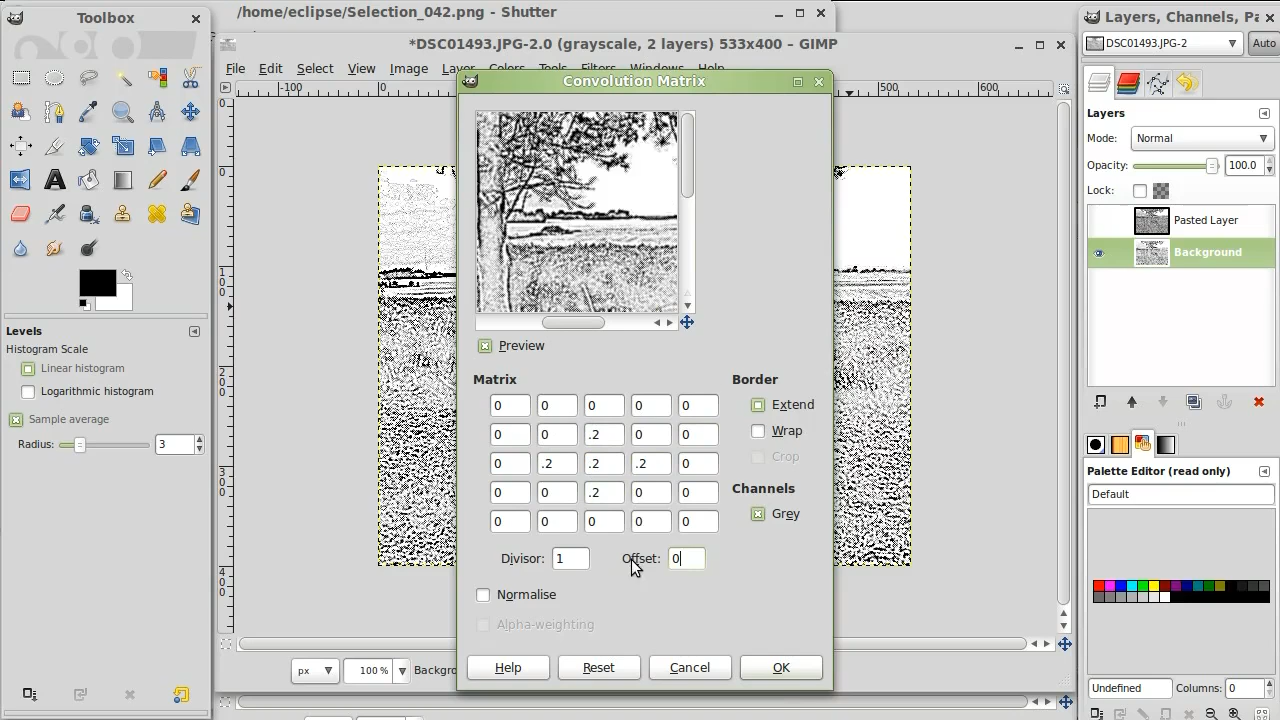 /home/eclipse/Selection_042.png - Shutter
Toolbox
Layers, Channels, Pa
*DSC01493.JPG-2.0 (grayscale, 2 layers) 533x400 – GIMP
DSC01493.JPG-2
Auto
File Edit Select View Image Layer Colors Tools Filters Windows Help
Convolution Matrix
-100 0 500 600
Layers
Mode: Normal
Opacity: 100.0
Lock:
Pasted Layer
Background
0
100
200
300
400
Levels
Histogram Scale
Linear histogram
Logarithmic histogram
Sample average
Radius: 3
Preview
Matrix
0 0 0 0 0
0 0 .2 0 0
0 .2 .2 .2 0
0 0 .2 0 0
0 0 0 0 0
Border
Extend
Wrap
Crop
Channels
Grey
Divisor: 1 Offset: 0
Normalise
Alpha-weighting
Help Reset Cancel OK
px 100 % Backgro
Palette Editor (read only)
Default
Undefined Columns: 0